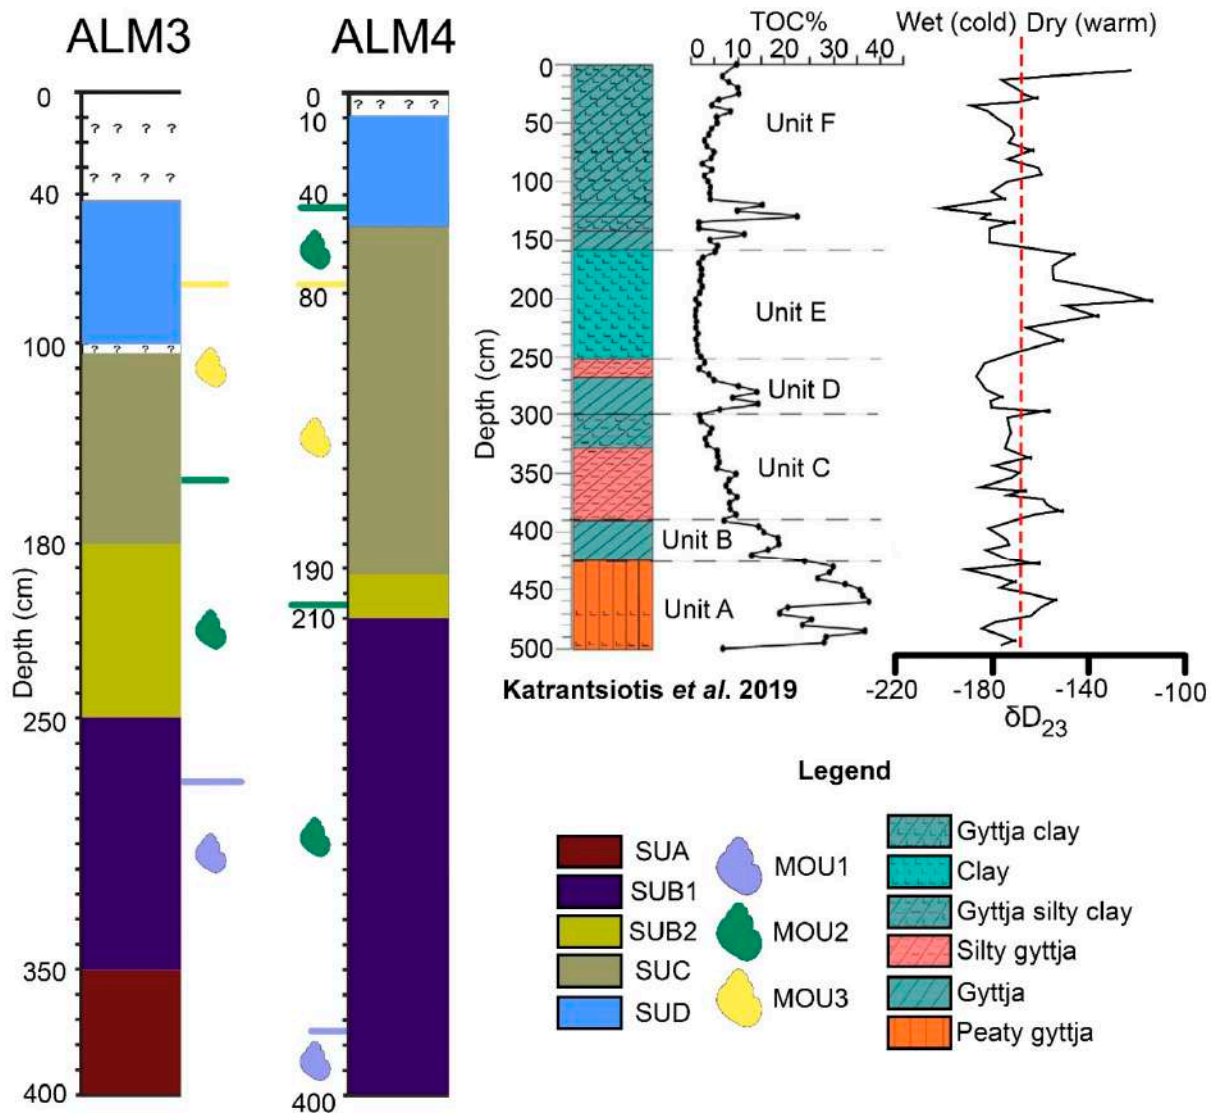 ALM3
0
? ? ? ?
? ? ? ?
40
100
? ? ? ?
180
250
350
400
Depth (cm)
ALM4
0
? ? ? ?
10
40
80
190
210
400
TOC%
0 10 20 30 40
Wet (cold) Dry (warm)
0
50
100
150
200
250
300
350
400
450
500
Depth (cm)
Unit F
Unit E
Unit D
Unit C
Unit B
Unit A
Katrantsiotis et al. 2019
-220 -180 -140 -100
δD23
Legend
SUA
SUB1
SUB2
SUC
SUD
MOU1
MOU2
MOU3
Gyttja clay
Clay
Gyttja silty clay
Silty gyttja
Gyttja
Peaty gyttja